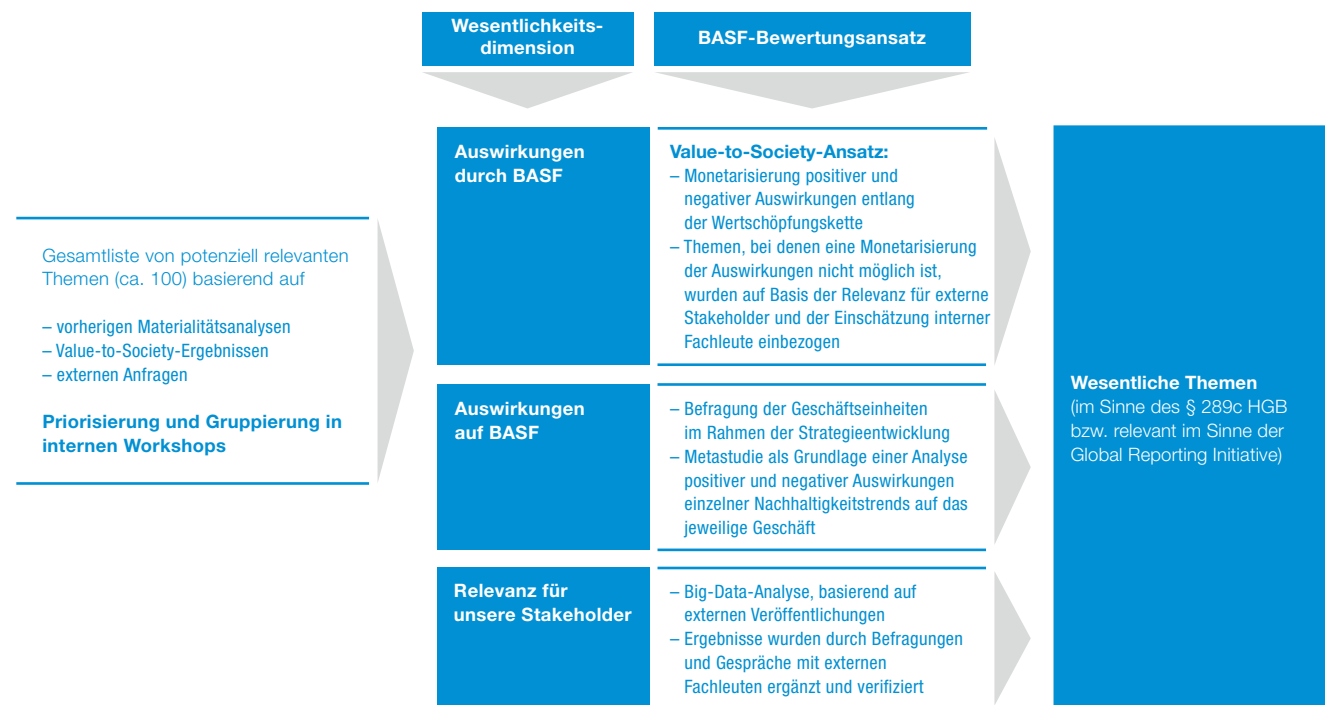 Wesentlichkeits-
dimension
BASF-Bewertungsansatz
Gesamtliste von potenziell relevanten
Themen (ca. 100) basierend auf
– vorherigen Materialitätsanalysen
– Value-to-Society-Ergebnissen
– externen Anfragen
Priorisierung und Gruppierung in
internen Workshops
Auswirkungen
durch BASF
Value-to-Society-Ansatz:
– Monetarisierung positiver und
negativer Auswirkungen entlang
der Wertschöpfungskette
– Themen, bei denen eine Monetarisierung
der Auswirkungen nicht möglich ist,
wurden auf Basis der Relevanz für externe
Stakeholder und der Einschätzung interner
Fachleute einbezogen
Auswirkungen
auf BASF
– Befragung der Geschäftseinheiten
im Rahmen der Strategieentwicklung
– Metastudie als Grundlage einer Analyse
positiver und negativer Auswirkungen
einzelner Nachhaltigkeitstrends auf das
jeweilige Geschäft
Relevanz für
unsere Stakeholder
– Big-Data-Analyse, basierend auf
externen Veröffentlichungen
– Ergebnisse wurden durch Befragungen
und Gespräche mit externen
Fachleuten ergänzt und verifiziert
Wesentliche Themen
(im Sinne des § 289c HGB
bzw. relevant im Sinne der
Global Reporting Initiative)